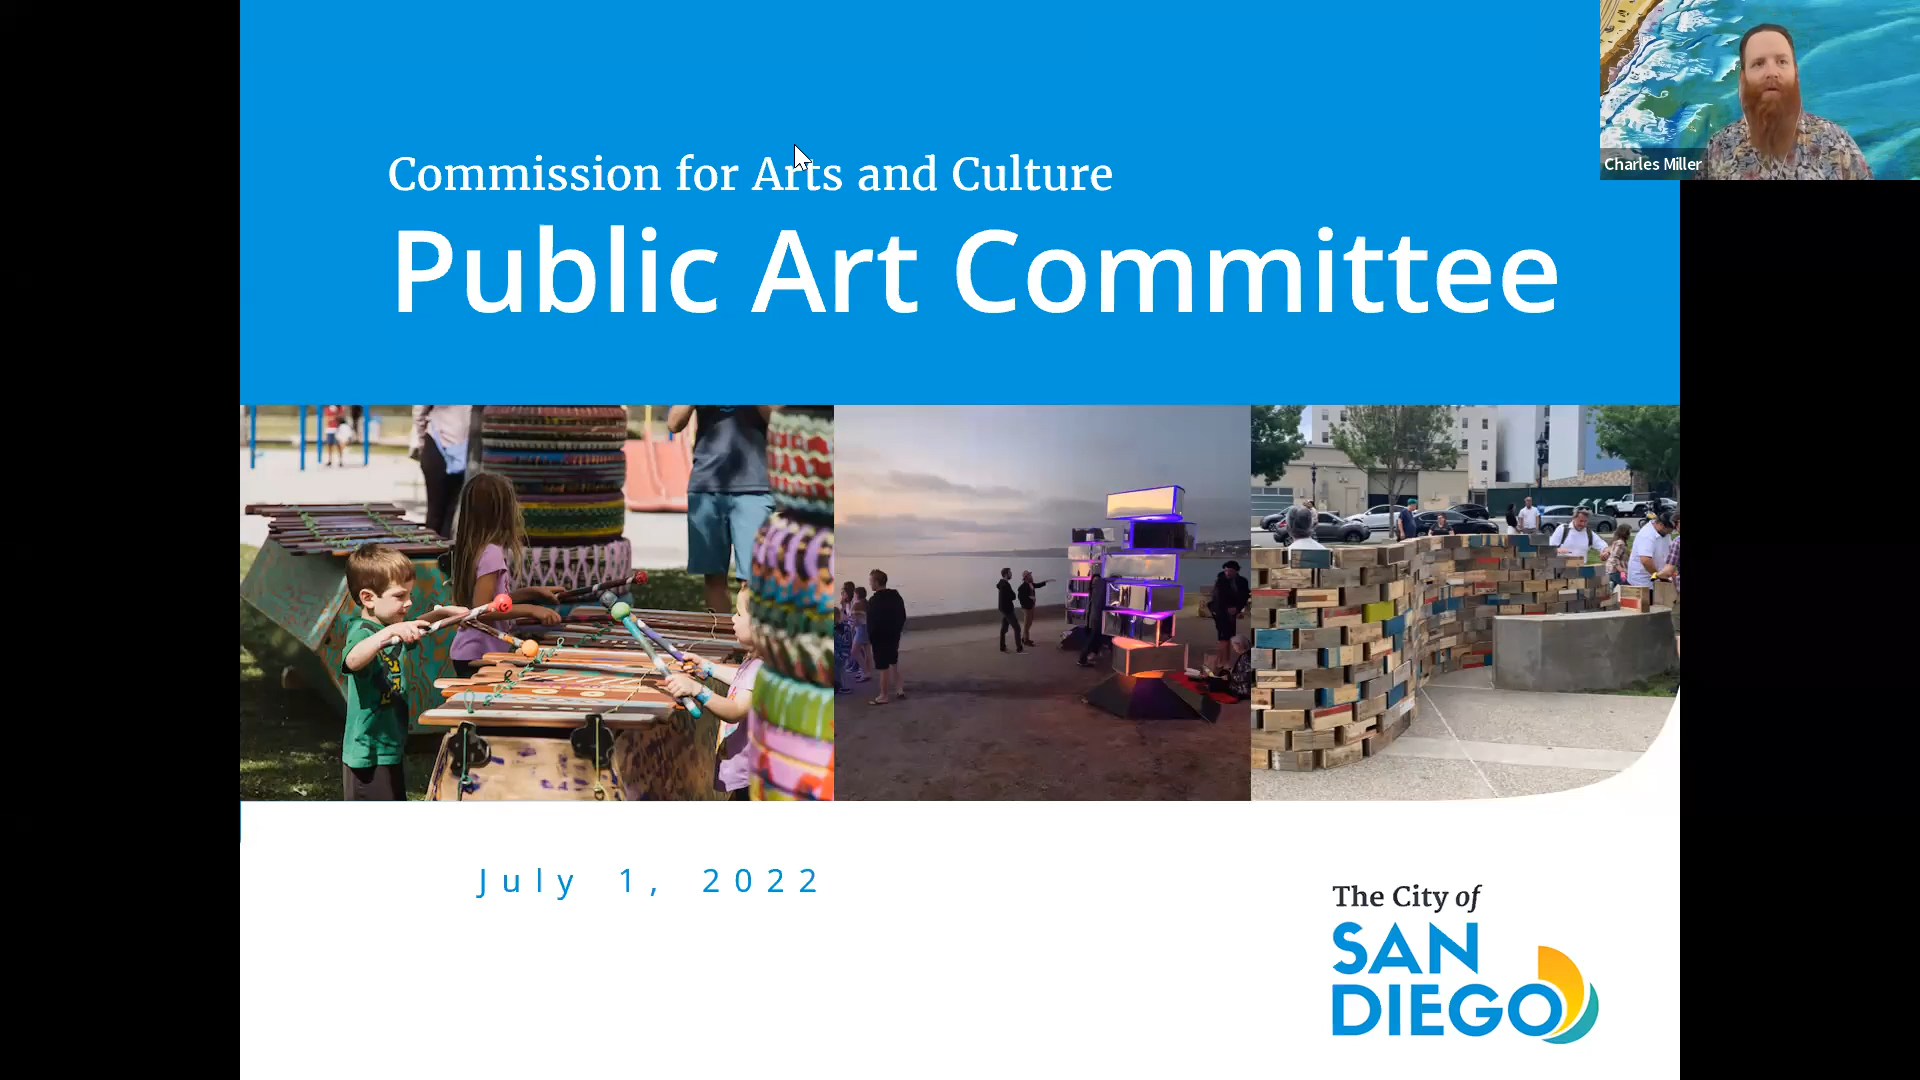 Commission for Arts and Culture
Public Art Committee
Charles Miller
July 1, 2022
The City of
SAN
DIEGO